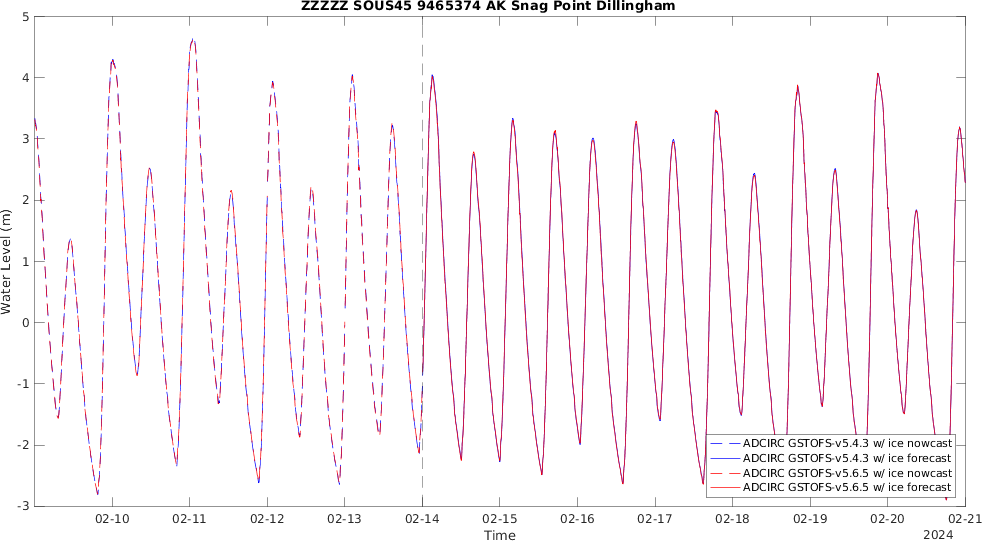 ZZZZZ SOUS45 9465374 AK Snag Point Dillingham
5
4
3
2
1
0
-1
-2
-3
Water Level (m)
ADCIRC GSTOFS-v5.4.3 w/ ice nowcast
ADCIRC GSTOFS-v5.4.3 w/ ice forecast
ADCIRC GSTOFS-v5.6.5 w/ ice nowcast
ADCIRC GSTOFS-v5.6.5 w/ ice forecast
02-10 02-11 02-12 02-13 02-14 02-15 02-16 02-17 02-18 02-19 02-20 02-21
Time
2024